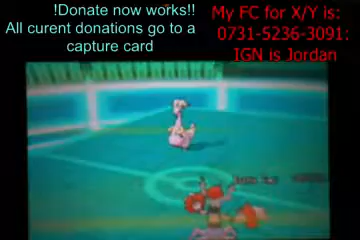 !Donate now works!!
All curent donations go to a
capture card
My FC for X/Y is:
0731-5236-3091:
IGN is Jordan